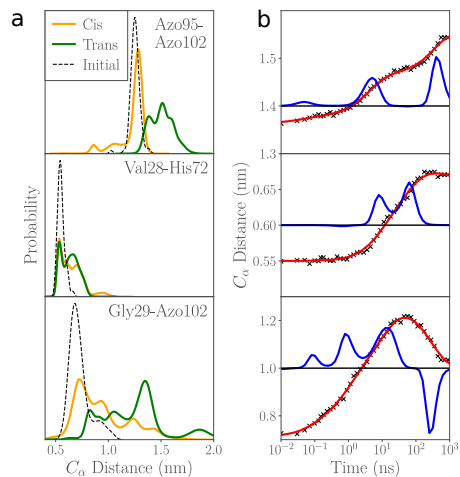 a
b
Cis
Trans
Initial
Azo95-
Azo102
Val28-His72
Gly29-Azo102
Probability
0.5
1.0
1.5
2.0
Cα Distance (nm)
1.5
1.4
1.3
0.65
0.60
0.55
1.2
1.0
0.8
Cα Distance (nm)
10⁻² 10⁻¹ 10⁰ 10¹ 10² 10³
Time (ns)